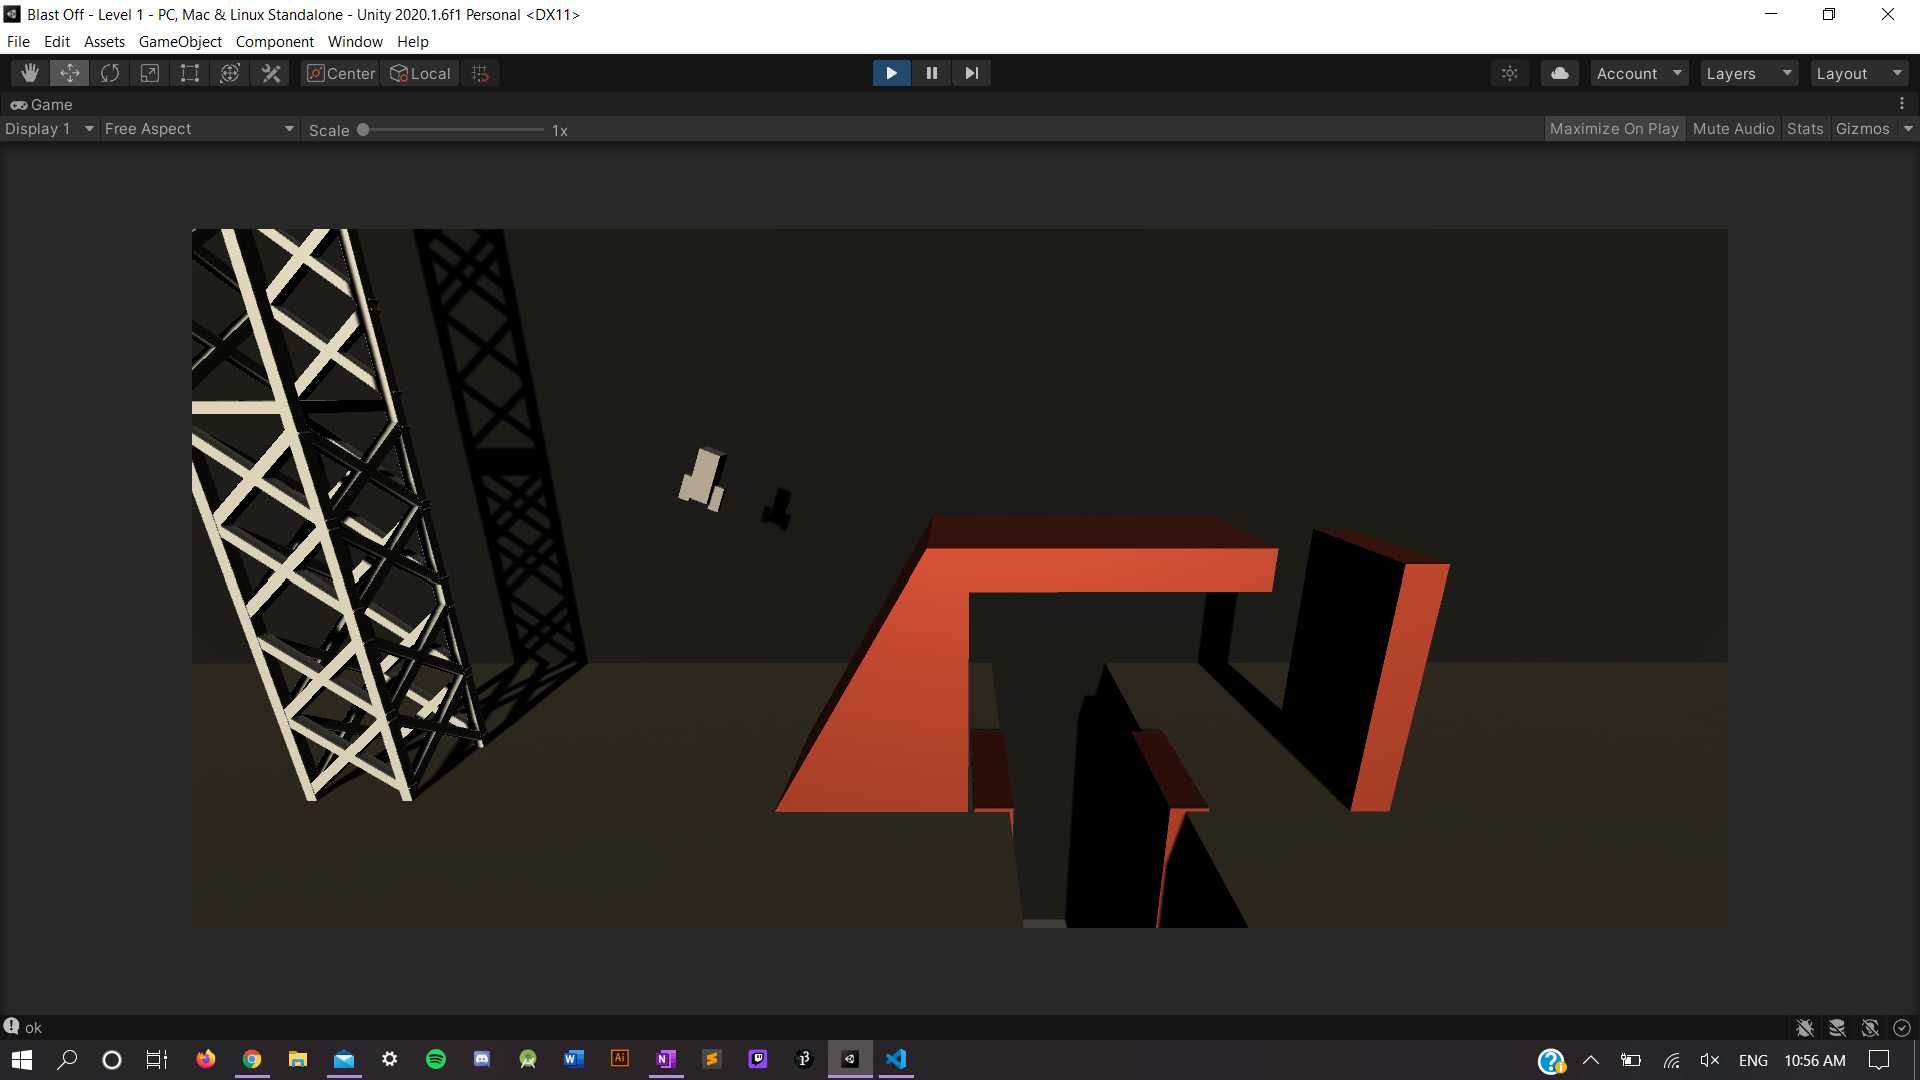 Blast Off - Level 1 - PC, Mac & Linux Standalone - Unity 2020.1.6f1 Personal <DX11>
File Edit Assets GameObject Component Window Help
Center Local Account Layers Layout
Game
Display 1 Free Aspect Scale 1x Maximize On Play Mute Audio Stats Gizmos
ok
ENG 10:56 AM